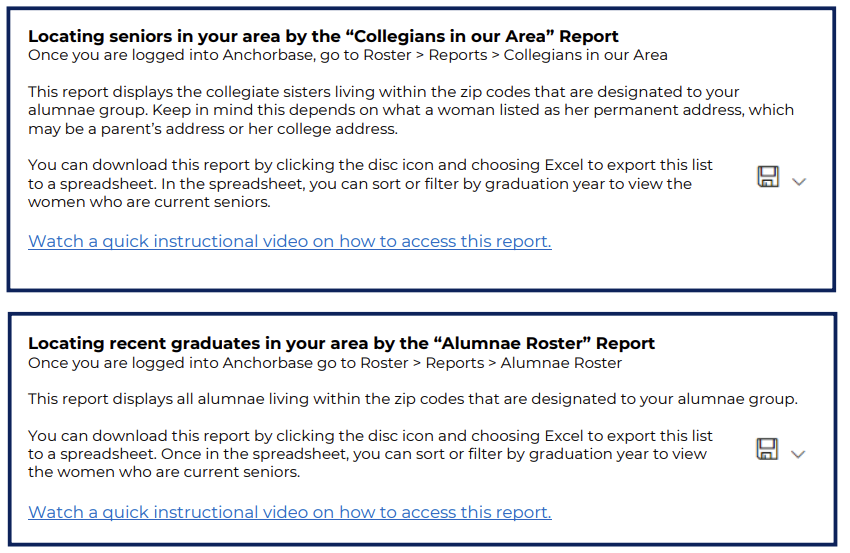 Locating seniors in your area by the “Collegians in our Area” Report
Once you are logged into Anchorbase, go to Roster > Reports > Collegians in our Area
This report displays the collegiate sisters living within the zip codes that are designated to your
alumnae group. Keep in mind this depends on what a woman listed as her permanent address, which
may be a parent’s address or her college address.
You can download this report by clicking the disc icon and choosing Excel to export this list
to a spreadsheet. In the spreadsheet, you can sort or filter by graduation year to view the
women who are current seniors.
Watch a quick instructional video on how to access this report.
Locating recent graduates in your area by the “Alumnae Roster” Report
Once you are logged into Anchorbase go to Roster > Reports > Alumnae Roster
This report displays all alumnae living within the zip codes that are designated to your alumnae group.
You can download this report by clicking the disc icon and choosing Excel to export this list
to a spreadsheet. Once in the spreadsheet, you can sort or filter by graduation year to view
the women who are current seniors.
Watch a quick instructional video on how to access this report.